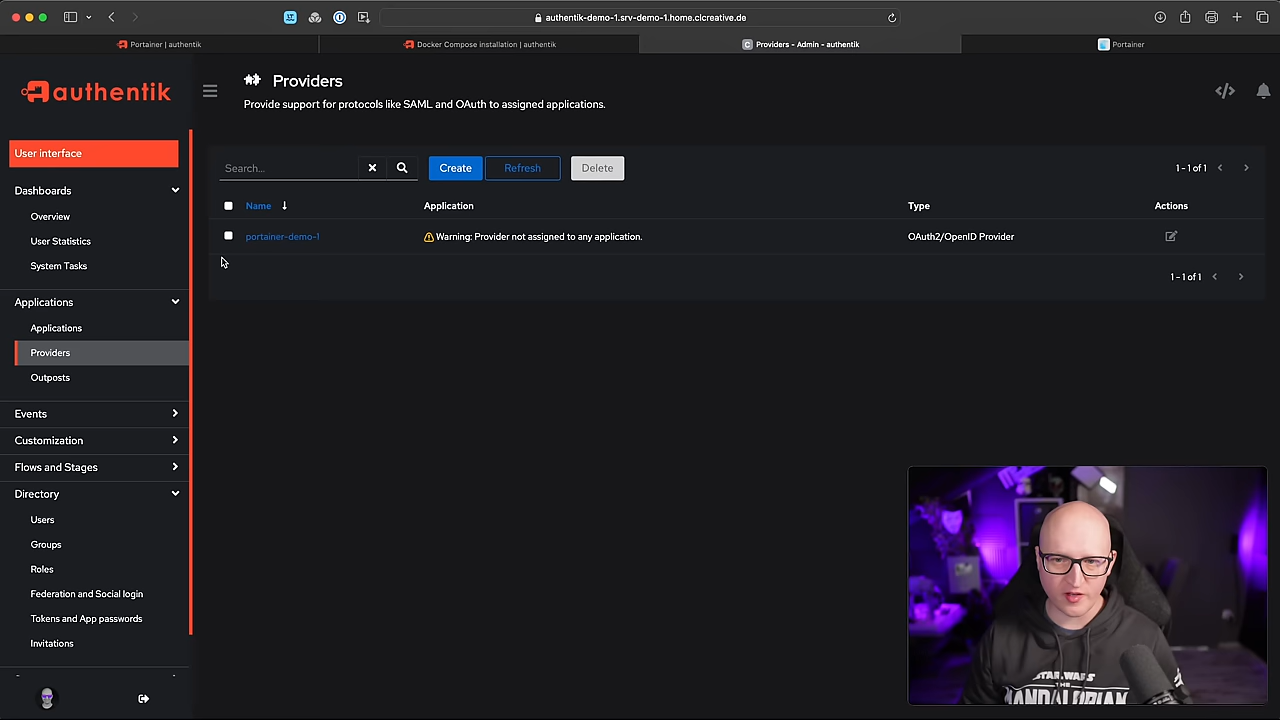 authentik-demo-1.srv-demo-1.home.clcreative.de
Portainer | authentik
Docker Compose installation | authentik
Providers - Admin - authentik
Portainer
authentik
Providers
Provide support for protocols like SAML and OAuth to assigned applications.
User interface
Search...
Create
Refresh
Delete
1 - 1 of 1
Dashboards
Overview
User Statistics
System Tasks
Name
Application
Type
Actions
portainer-demo-1
Warning: Provider not assigned to any application.
OAuth2/OpenID Provider
1 - 1 of 1
Applications
Applications
Providers
Outposts
Events
Customization
Flows and Stages
Directory
Users
Groups
Roles
Federation and Social login
Tokens and App passwords
Invitations
STAR WARS
THE
MANDALORIAN